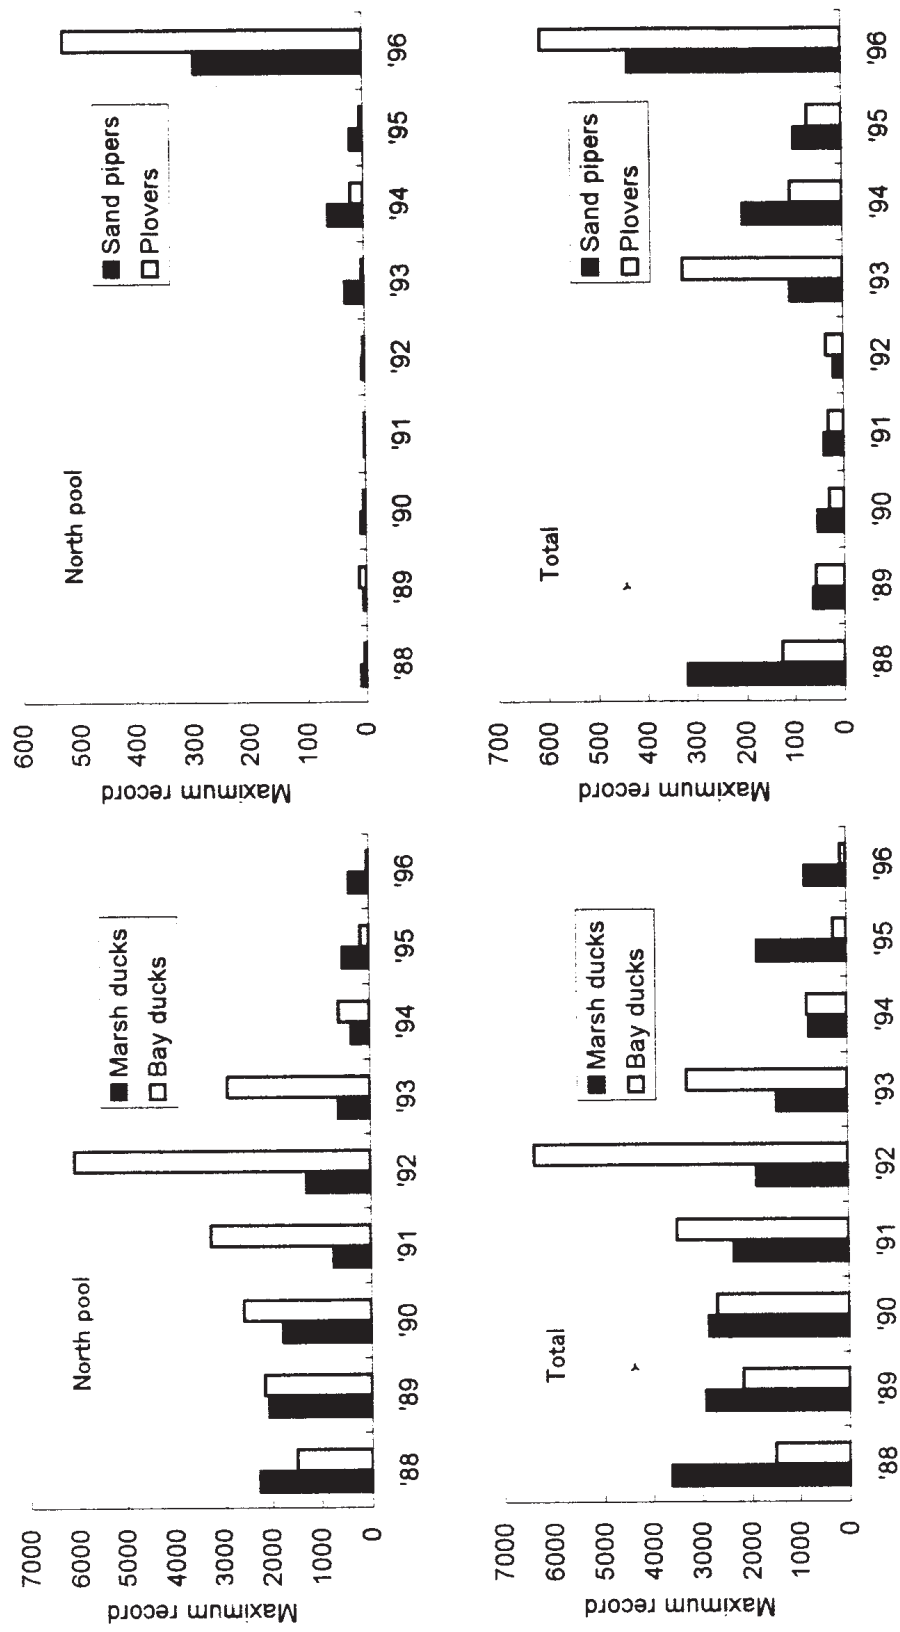 Maximum record
7000
6000
5000
4000
3000
2000
1000
0
North pool
Marsh ducks
Bay ducks
'88 '89 '90 '91 '92 '93 '94 '95 '96
Maximum record
600
500
400
300
200
100
0
North pool
Sand pipers
Plovers
'88 '89 '90 '91 '92 '93 '94 '95 '96
Maximum record
7000
6000
5000
4000
3000
2000
1000
0
Total
Marsh ducks
Bay ducks
'88 '89 '90 '91 '92 '93 '94 '95 '96
Maximum record
700
600
500
400
300
200
100
0
Total
Sand pipers
Plovers
'88 '89 '90 '91 '92 '93 '94 '95 '96